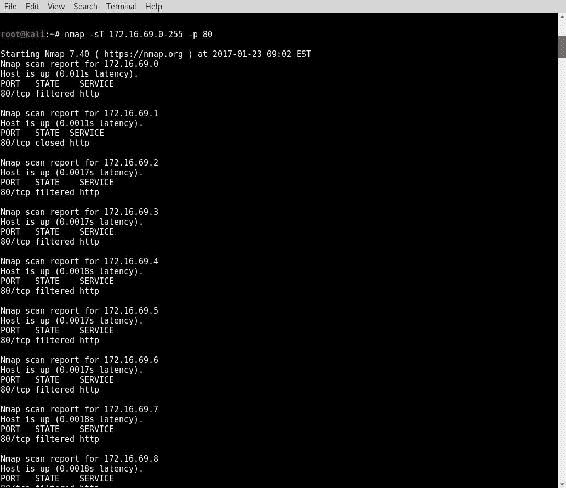 File Edit View Search Terminal Help
root@kali:~# nmap -sT 172.16.69.0-255 -p 80
Starting Nmap 7.40 ( https://nmap.org ) at 2017-01-23 09:02 EST
Nmap scan report for 172.16.69.0
Host is up (0.011s latency).
PORT STATE SERVICE
80/tcp filtered http
Nmap scan report for 172.16.69.1
Host is up (0.0011s latency).
PORT STATE SERVICE
80/tcp closed http
Nmap scan report for 172.16.69.2
Host is up (0.0017s latency).
PORT STATE SERVICE
80/tcp filtered http
Nmap scan report for 172.16.69.3
Host is up (0.0017s latency).
PORT STATE SERVICE
80/tcp filtered http
Nmap scan report for 172.16.69.4
Host is up (0.0018s latency).
PORT STATE SERVICE
80/tcp filtered http
Nmap scan report for 172.16.69.5
Host is up (0.0017s latency).
PORT STATE SERVICE
80/tcp filtered http
Nmap scan report for 172.16.69.6
Host is up (0.0017s latency).
PORT STATE SERVICE
80/tcp filtered http
Nmap scan report for 172.16.69.7
Host is up (0.0018s latency).
PORT STATE SERVICE
80/tcp filtered http
Nmap scan report for 172.16.69.8
Host is up (0.0018s latency).
PORT STATE SERVICE
80/tcp filtered http